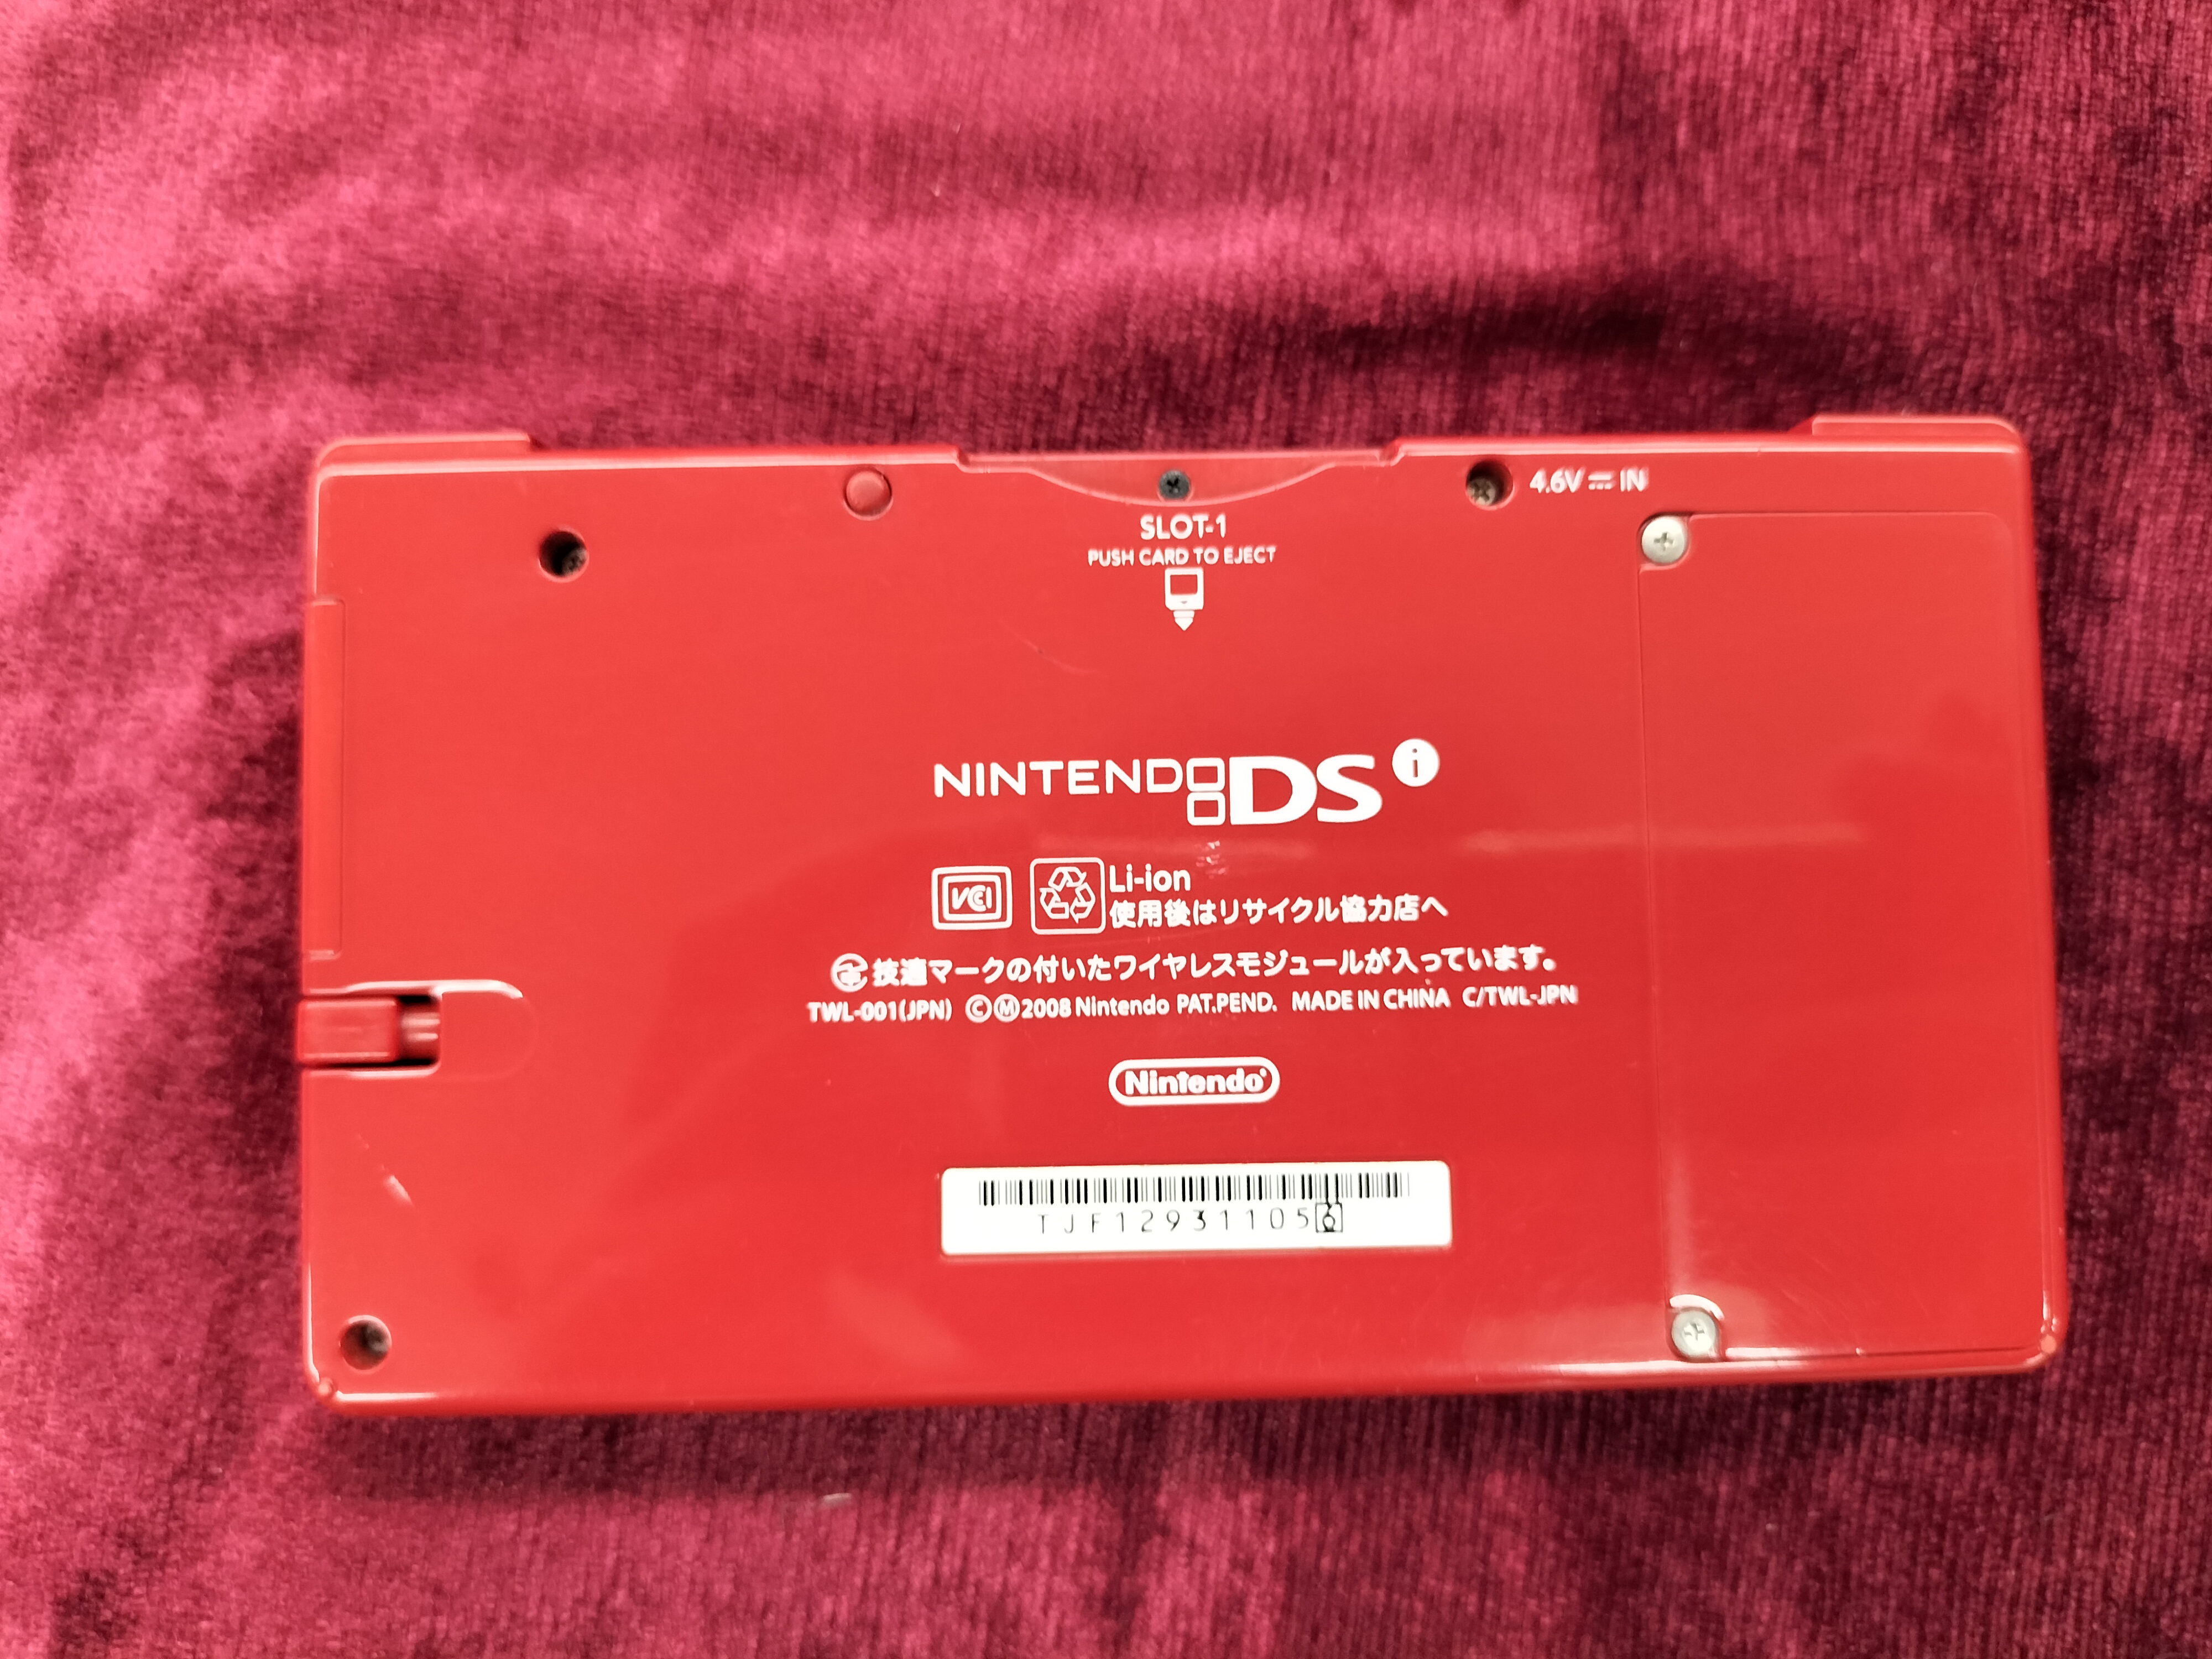 4.6V ⎓ IN
SLOT-1
PUSH CARD TO EJECT
NINTENDO DS i
VCI
Li-ion
使用後はリサイクル協力店へ
技適マークの付いたワイヤレスモジュールが入っています。
TWL-001(JPN) ©Ⓜ2008 Nintendo PAT.PEND. MADE IN CHINA C/TWL-JPN
Nintendo®
TJF129311056